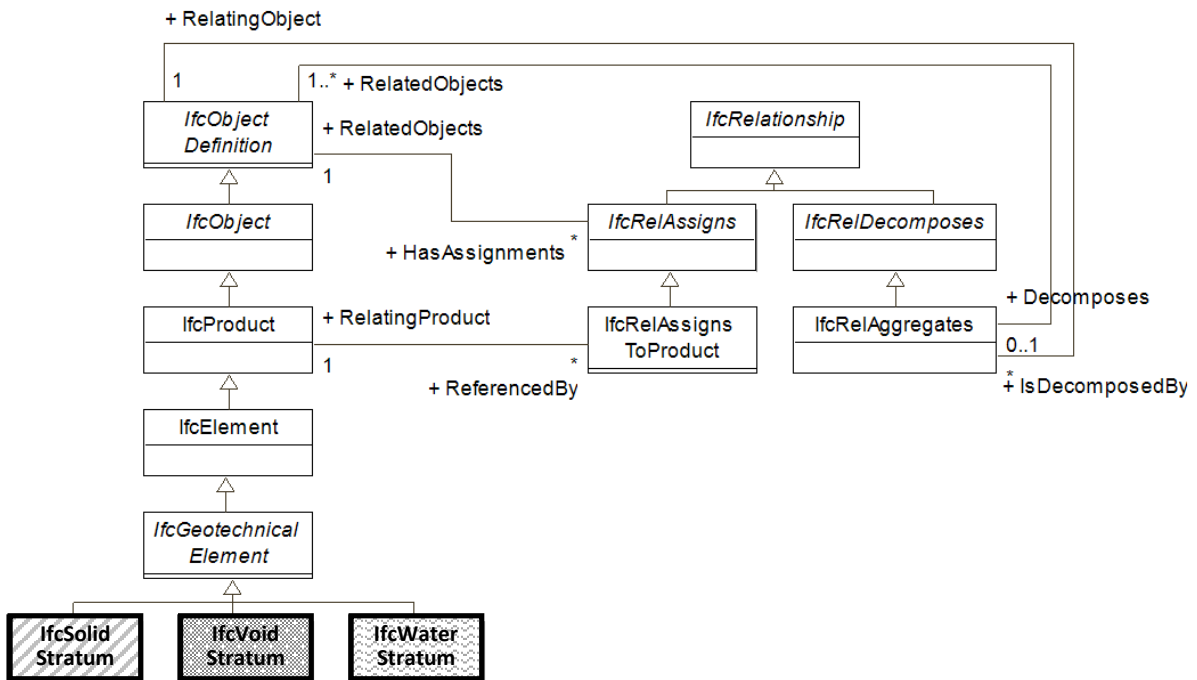 + RelatingObject
1
1..*
+ RelatedObjects
IfcObject
Definition
+ RelatedObjects
1
IfcRelationship
IfcObject
IfcRelAssigns
*
+ HasAssignments
IfcRelDecomposes
IfcProduct
+ RelatingProduct
1
IfcRelAssigns
ToProduct
*
+ ReferencedBy
IfcRelAggregates
+ Decomposes
0..1
*
+ IsDecomposedBy
IfcElement
IfcGeotechnical
Element
IfcSolid
Stratum
IfcVoid
Stratum
IfcWater
Stratum